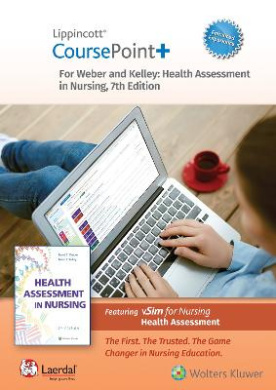 Lippincott®
CoursePoint+
For Weber and Kelley: Health Assessment
in Nursing, 7th Edition
HEALTH
ASSESSMENT
IN NURSING
Featuring vSim for Nursing
Health Assessment
The First. The Trusted. The Game
Changer in Nursing Education.
Laerdal
Wolters Kluwer